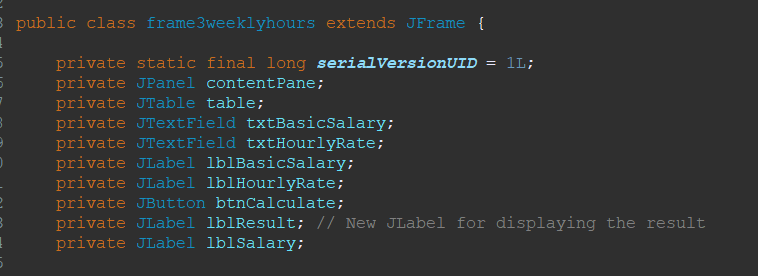 public class frame3weeklyhours extends JFrame {
private static final long serialVersionUID = 1L;
private JPanel contentPane;
private JTable table;
private JTextField txtBasicSalary;
private JTextField txtHourlyRate;
private JLabel lblBasicSalary;
private JLabel lblHourlyRate;
private JButton btnCalculate;
private JLabel lblResult; // New JLabel for displaying the result
private JLabel lblSalary;